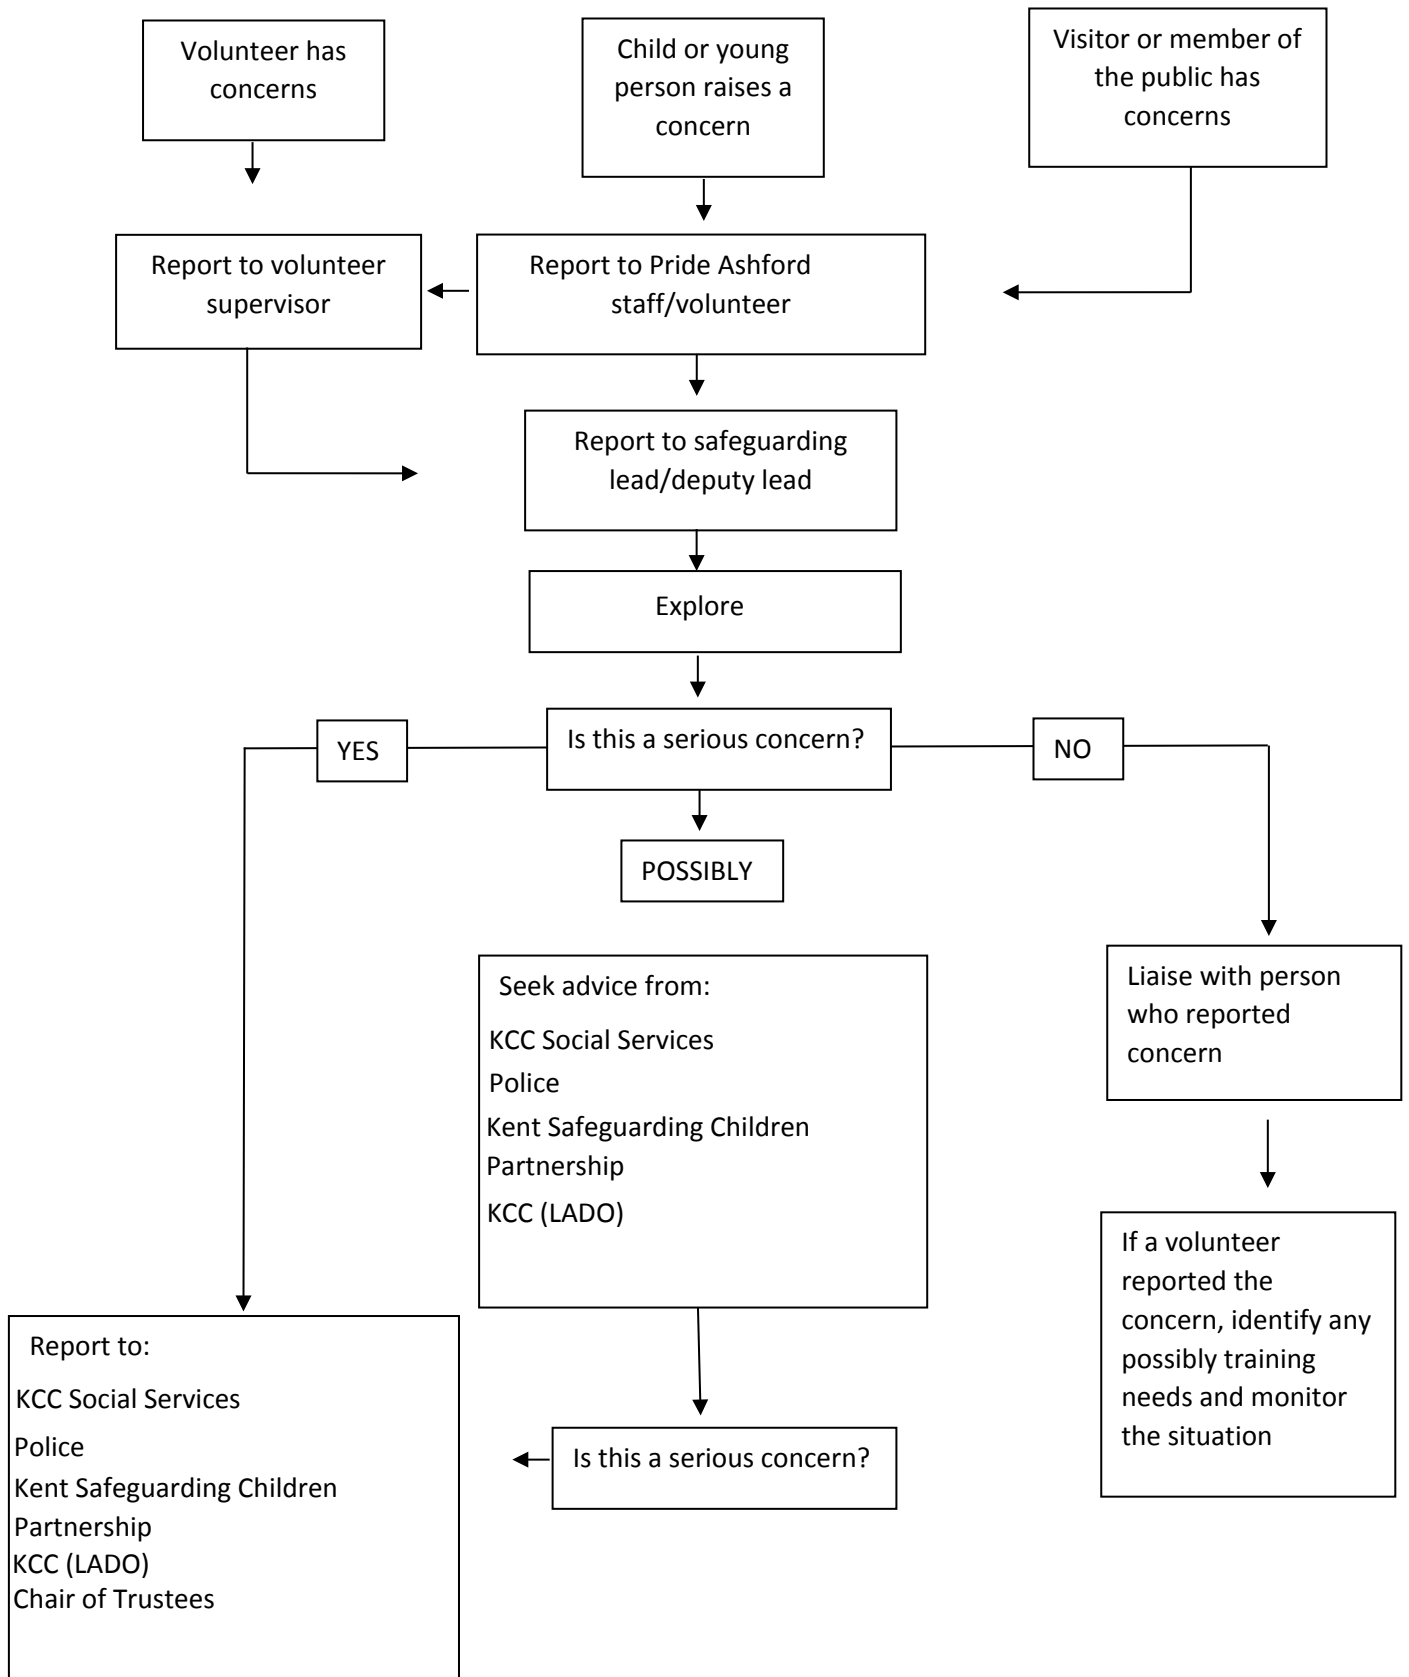 Volunteer has
concerns
Child or young
person raises a
concern
Visitor or member of
the public has
concerns
Report to volunteer
supervisor
Report to Pride Ashford
staff/volunteer
Report to safeguarding
lead/deputy lead
Explore
YES
Is this a serious concern?
NO
POSSIBLY
Seek advice from:
KCC Social Services
Police
Kent Safeguarding Children
Partnership
KCC (LADO)
Liaise with person
who reported
concern
If a volunteer
reported the
concern, identify any
possibly training
needs and monitor
the situation
Report to:
KCC Social Services
Police
Kent Safeguarding Children
Partnership
KCC (LADO)
Chair of Trustees
Is this a serious concern?